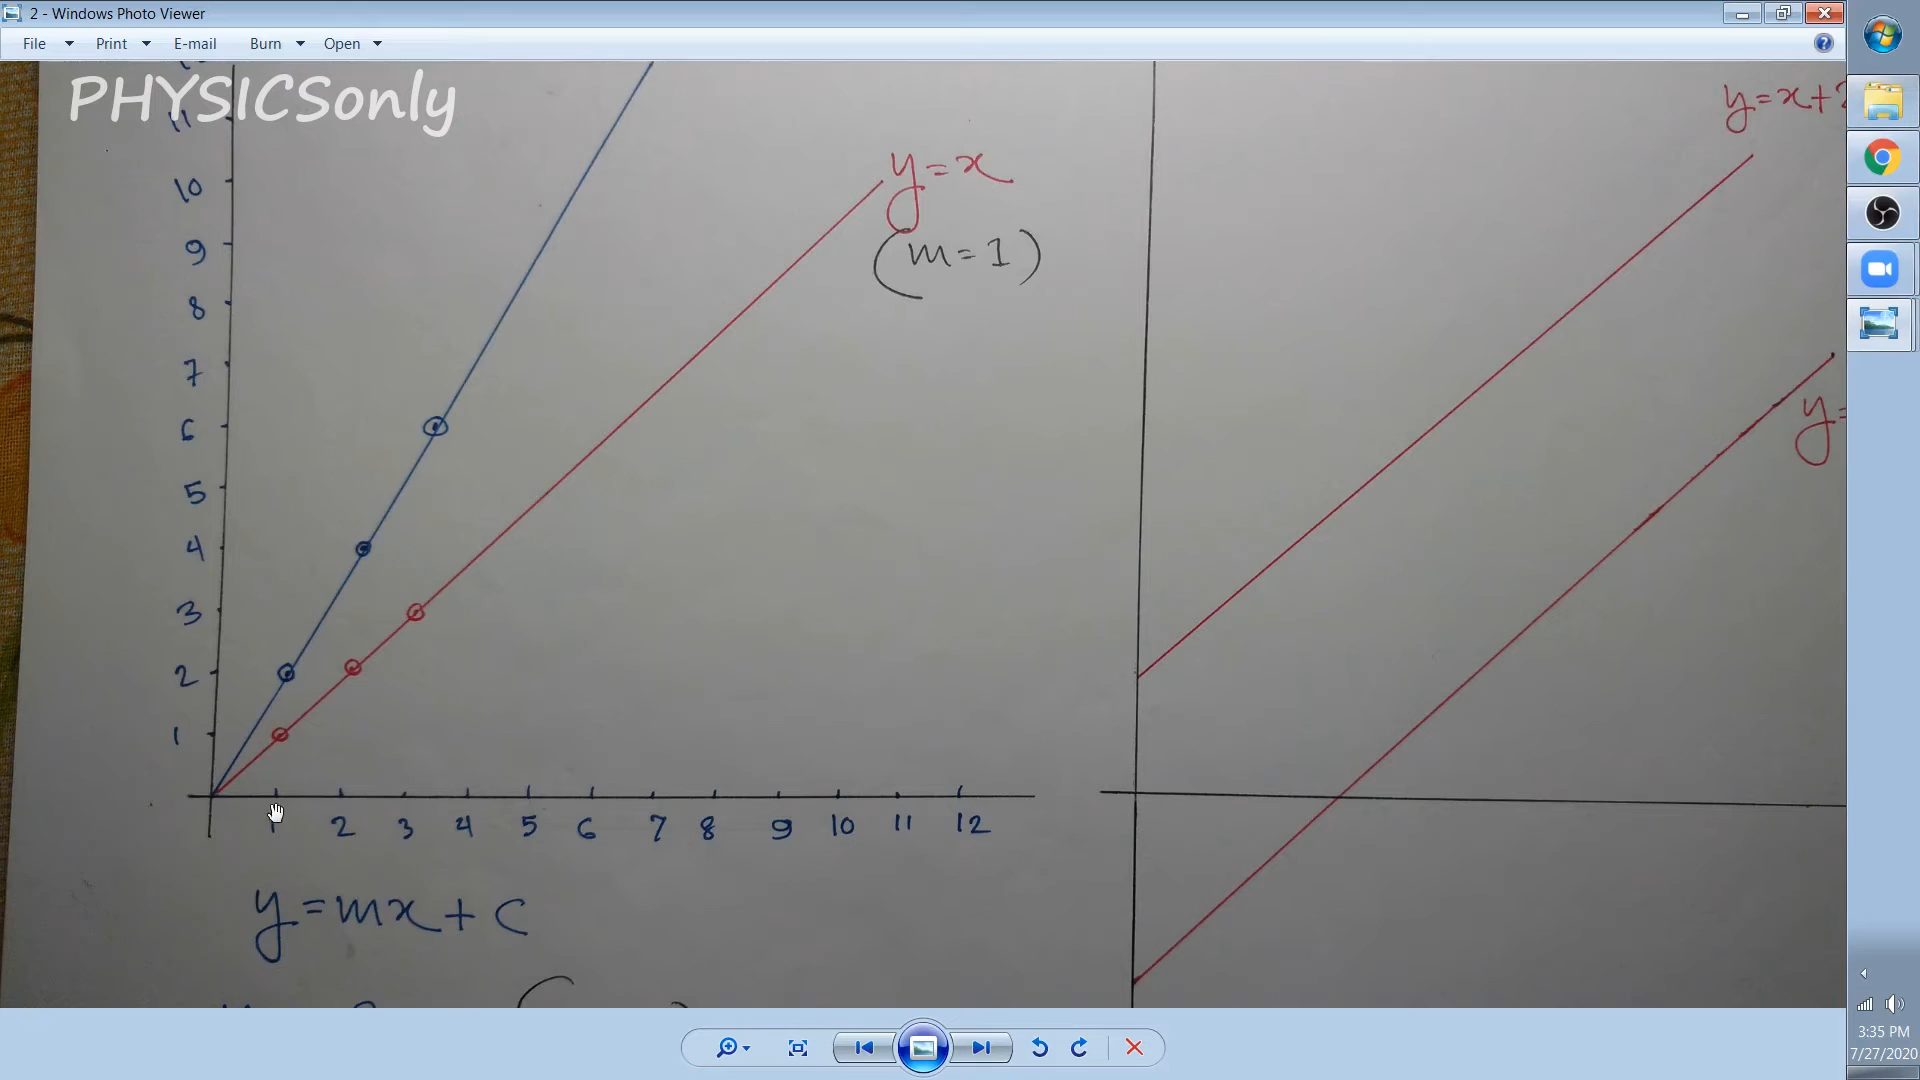 2 - Windows Photo Viewer
File Print E-mail Burn Open
PHYSICSonly
11
10
9
8
7
6
5
4
3
2
1
1 2 3 4 5 6 7 8 9 10 11 12
y=x
(m=1)
y=mx+c
y=x+2
y=
3:35 PM
7/27/2020